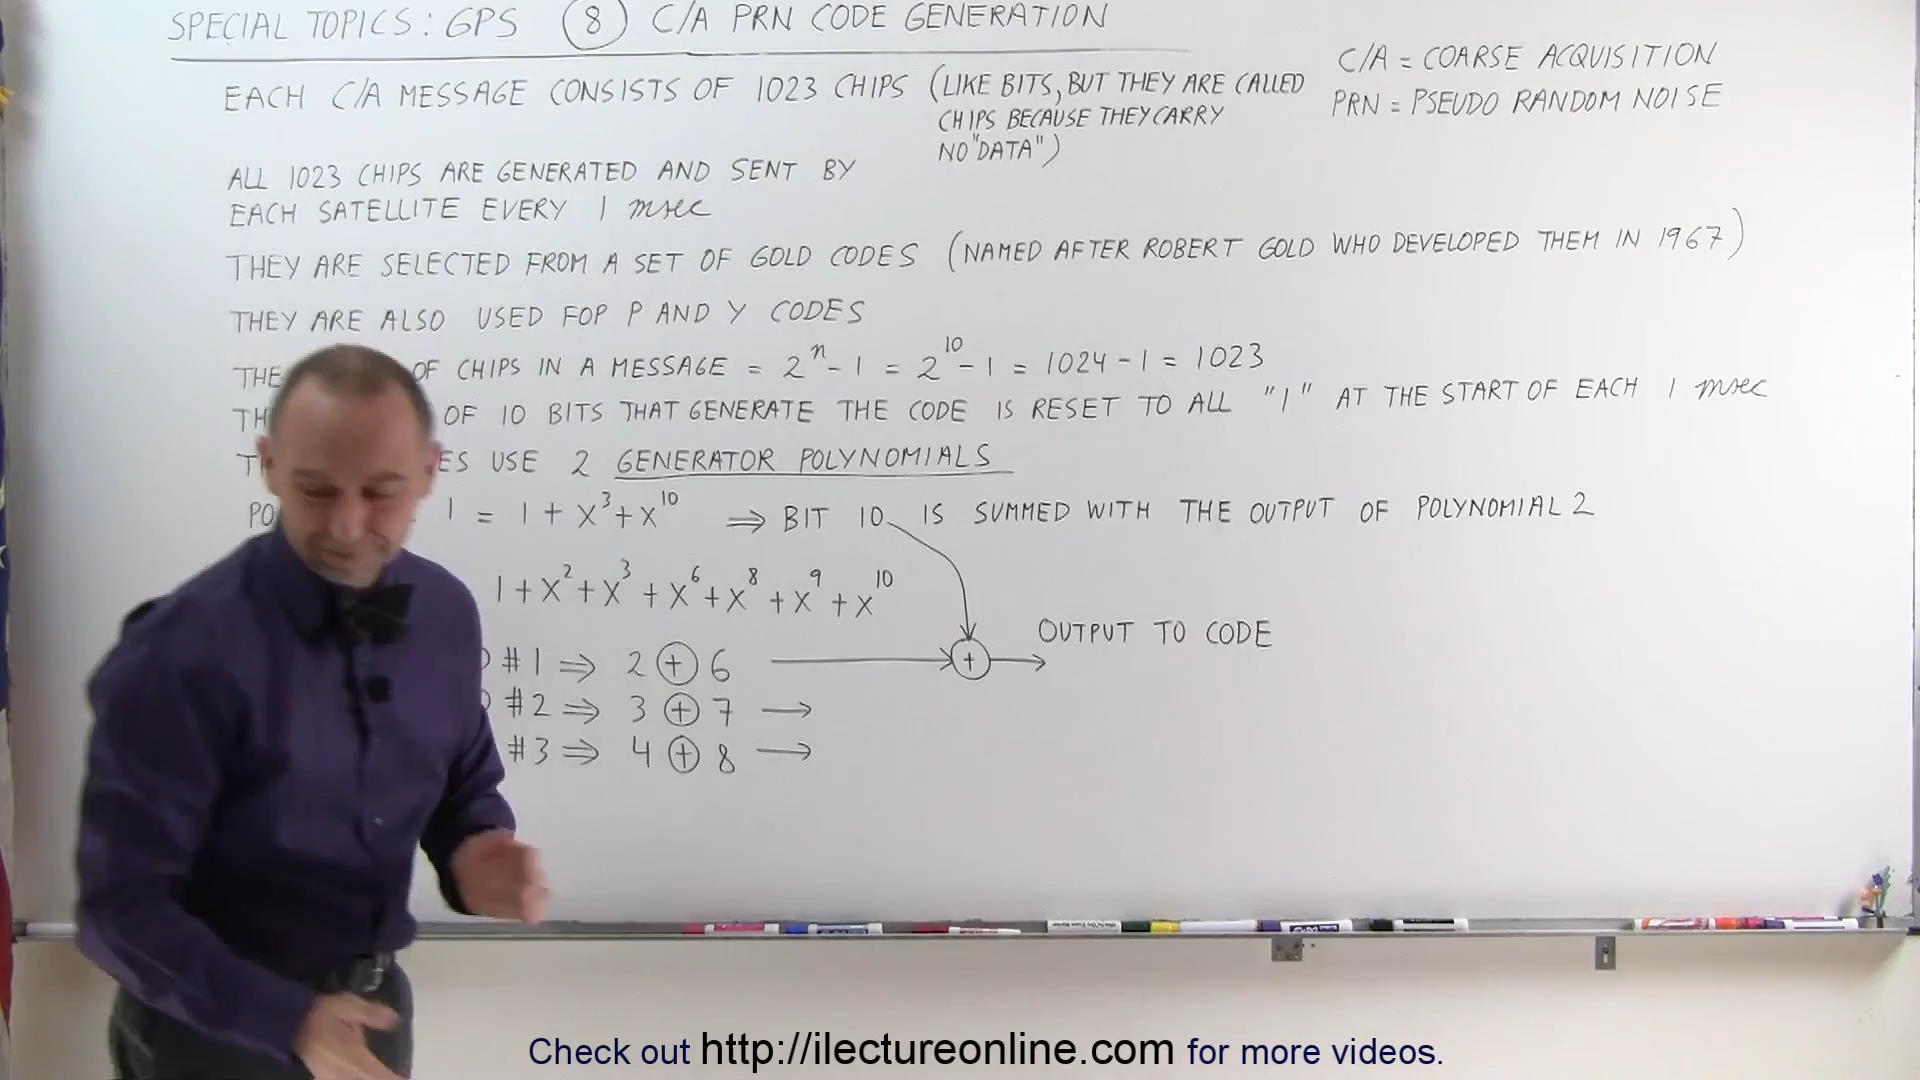 SPECIAL TOPICS: GPS 8 C/A PRN CODE GENERATION
C/A = COARSE ACQUISITION
PRN = PSEUDO RANDOM NOISE
EACH C/A MESSAGE CONSISTS OF 1023 CHIPS (LIKE BITS, BUT THEY ARE CALLED
CHIPS BECAUSE THEY CARRY
NO "DATA")
ALL 1023 CHIPS ARE GENERATED AND SENT BY
EACH SATELLITE EVERY 1 msec
THEY ARE SELECTED FROM A SET OF GOLD CODES (NAMED AFTER ROBERT GOLD WHO DEVELOPED THEM IN 1967)
THEY ARE ALSO USED FOP P AND Y CODES
THE OF CHIPS IN A MESSAGE = 2^n - 1 = 2^10 - 1 = 1024 - 1 = 1023
OF 10 BITS THAT GENERATE THE CODE IS RESET TO ALL "1" AT THE START OF EACH 1 msec
USE 2 GENERATOR POLYNOMIALS
1 = 1 + X^3 + X^10 ⇒ BIT 10 IS SUMMED WITH THE OUTPUT OF POLYNOMIAL 2
1 + X^2 + X^3 + X^6 + X^8 + X^9 + X^10
#1 ⇒ 2 ⊕ 6 → ⊕ → OUTPUT TO CODE
#2 ⇒ 3 ⊕ 7 →
#3 ⇒ 4 ⊕ 8 →
Check out http://ilectureonline.com for more videos.